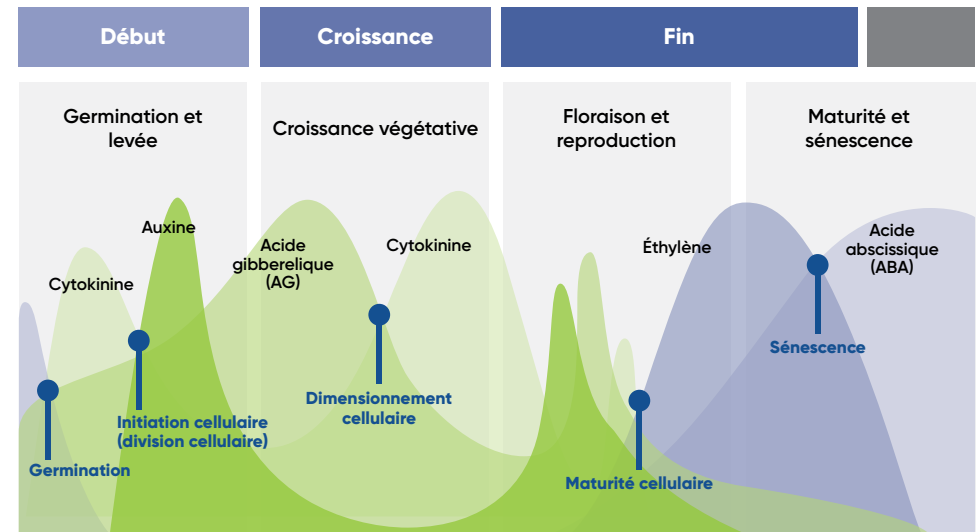 Début
Croissance
Fin
Germination et
levée
Croissance végétative
Floraison et
reproduction
Maturité et
sénescence
Cytokinine
Auxine
Acide
gibberelique
(AG)
Cytokinine
Éthylène
Acide
abscissique
(ABA)
Germination
Initiation cellulaire
(division cellulaire)
Dimensionnement
cellulaire
Maturité cellulaire
Sénescence